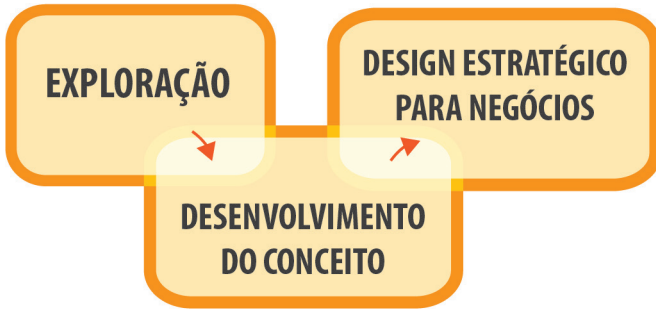 EXPLORAÇÃO
DESIGN ESTRATÉGICO
PARA NEGÓCIOS
DESENVOLVIMENTO
DO CONCEITO